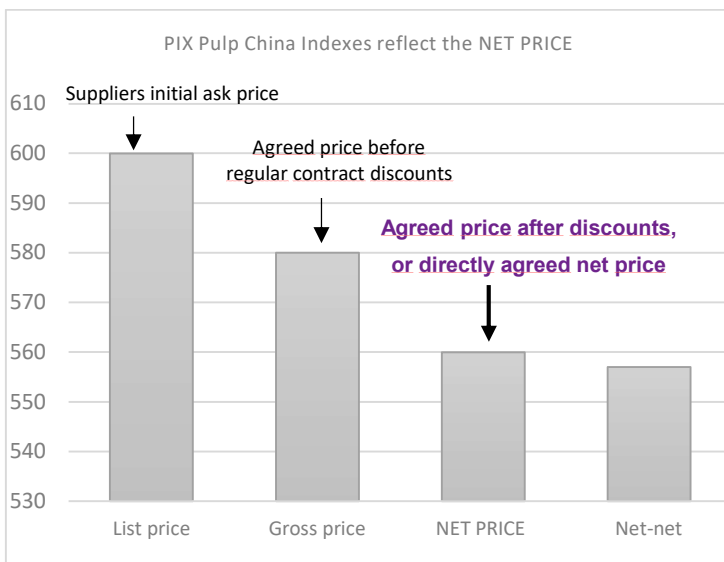 PIX Pulp China Indexes reflect the NET PRICE
Suppliers initial ask price
Agreed price before
regular contract discounts
Agreed price after discounts,
or directly agreed net price
610
600
590
580
570
560
550
540
530
List price
Gross price
NET PRICE
Net-net